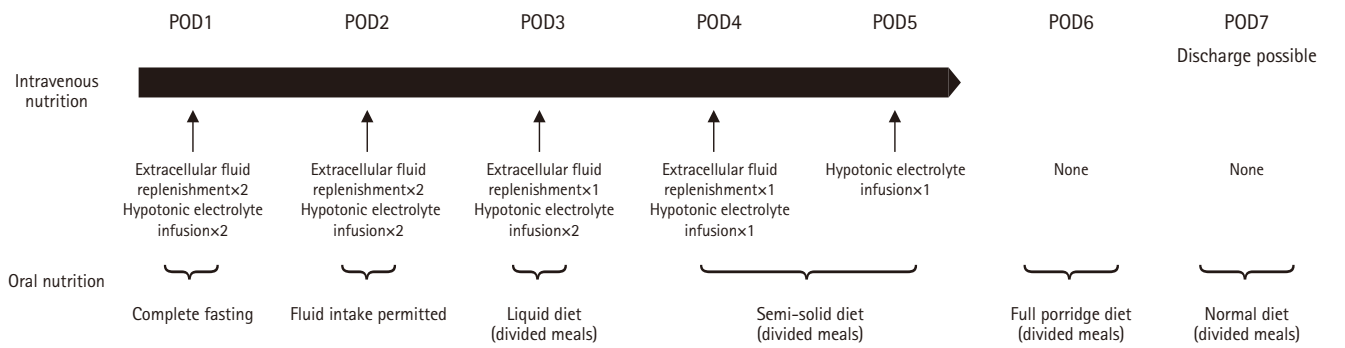 POD1 POD2 POD3 POD4 POD5 POD6 POD7
Discharge possible
Intravenous
nutrition
Extracellular fluid
replenishment×2
Hypotonic electrolyte
infusion×2
Extracellular fluid
replenishment×2
Hypotonic electrolyte
infusion×2
Extracellular fluid
replenishment×1
Hypotonic electrolyte
infusion×2
Extracellular fluid
replenishment×1
Hypotonic electrolyte
infusion×1
Hypotonic electrolyte
infusion×1
None
None
Oral nutrition
Complete fasting
Fluid intake permitted
Liquid diet
(divided meals)
Semi-solid diet
(divided meals)
Full porridge diet
(divided meals)
Normal diet
(divided meals)